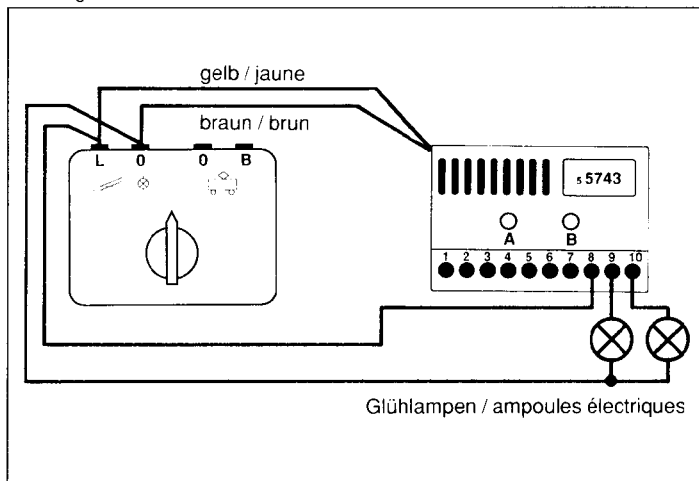 gelb / jaune
braun / brun
L 0 0 B
5 5743
A B
1 2 3 4 5 6 7 8 9 10
Glühlampen / ampoules électriques